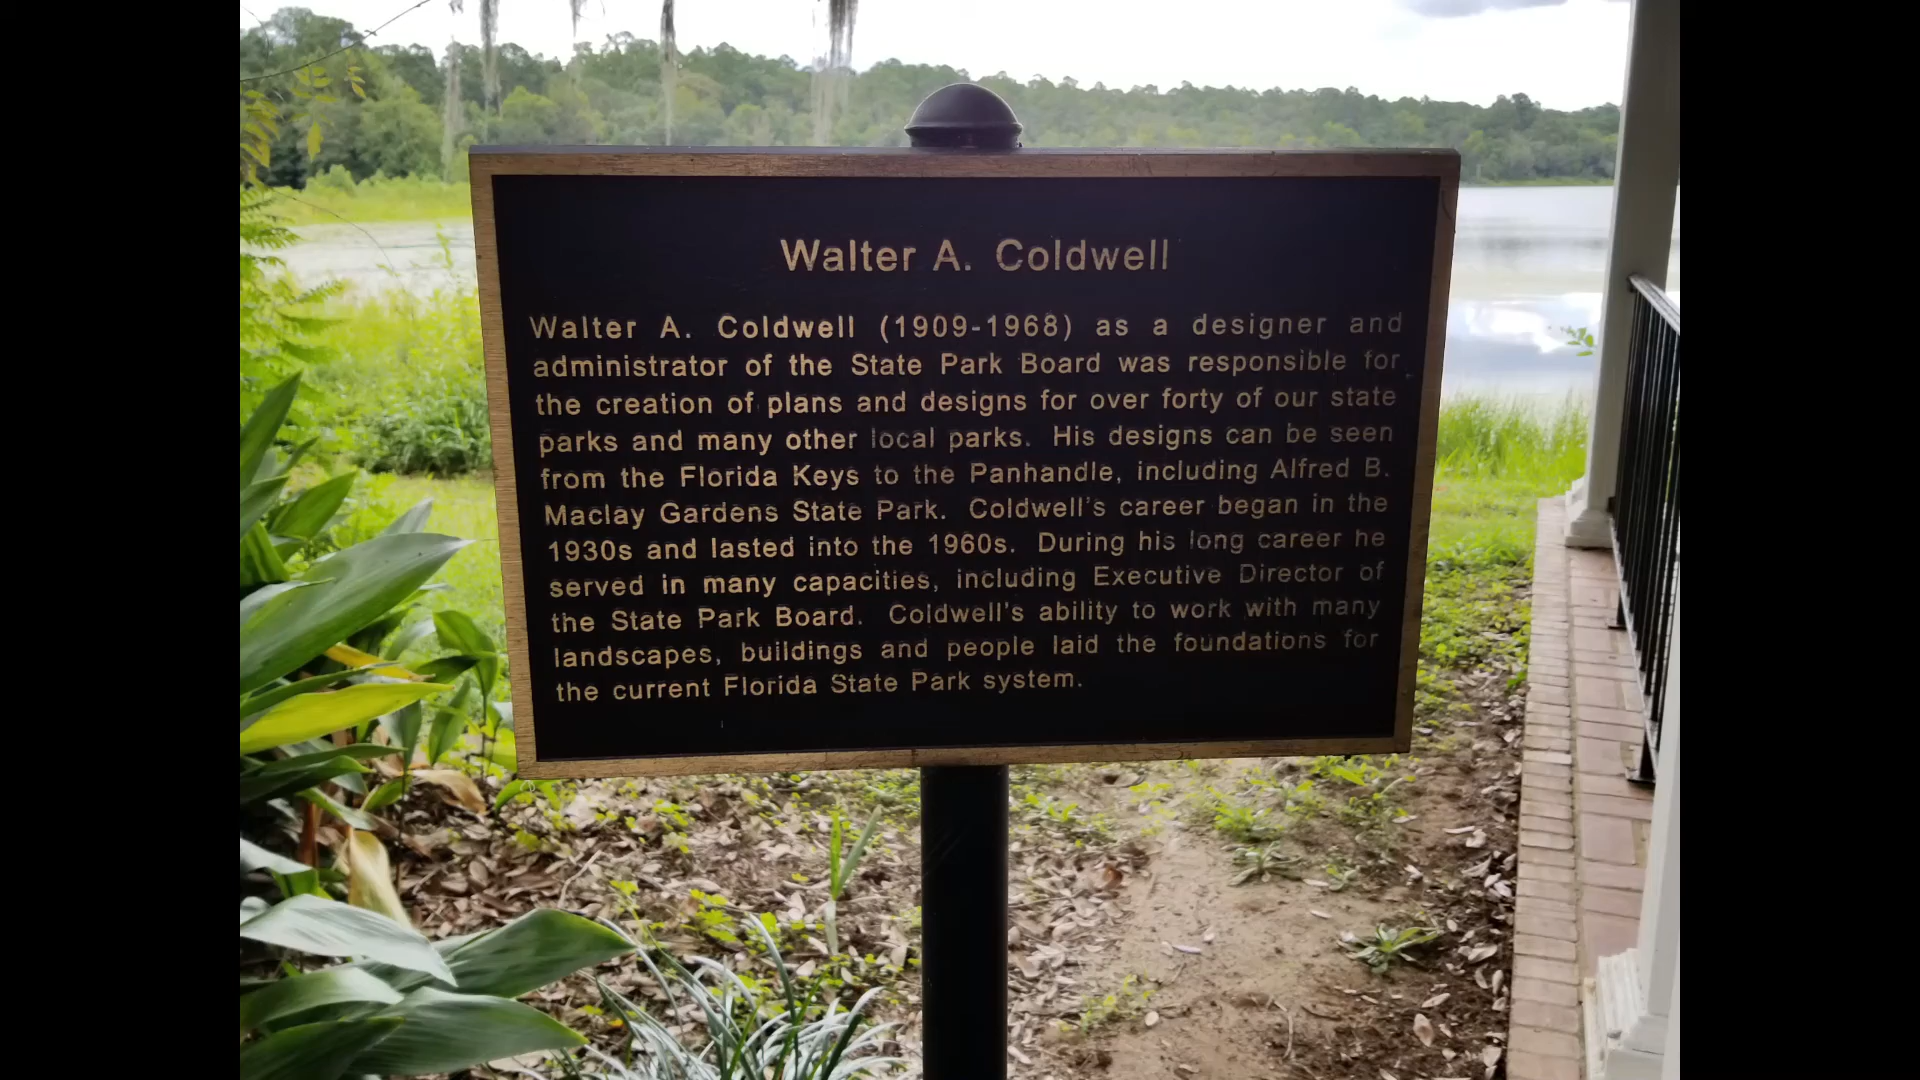 Walter A. Coldwell
Walter A. Coldwell (1909-1968) as a designer and
administrator of the State Park Board was responsible for
the creation of plans and designs for over forty of our state
parks and many other local parks. His designs can be seen
from the Florida Keys to the Panhandle, including Alfred B.
Maclay Gardens State Park. Coldwell's career began in the
1930s and lasted into the 1960s. During his long career he
served in many capacities, including Executive Director of
the State Park Board. Coldwell's ability to work with many
landscapes, buildings and people laid the foundations for
the current Florida State Park system.